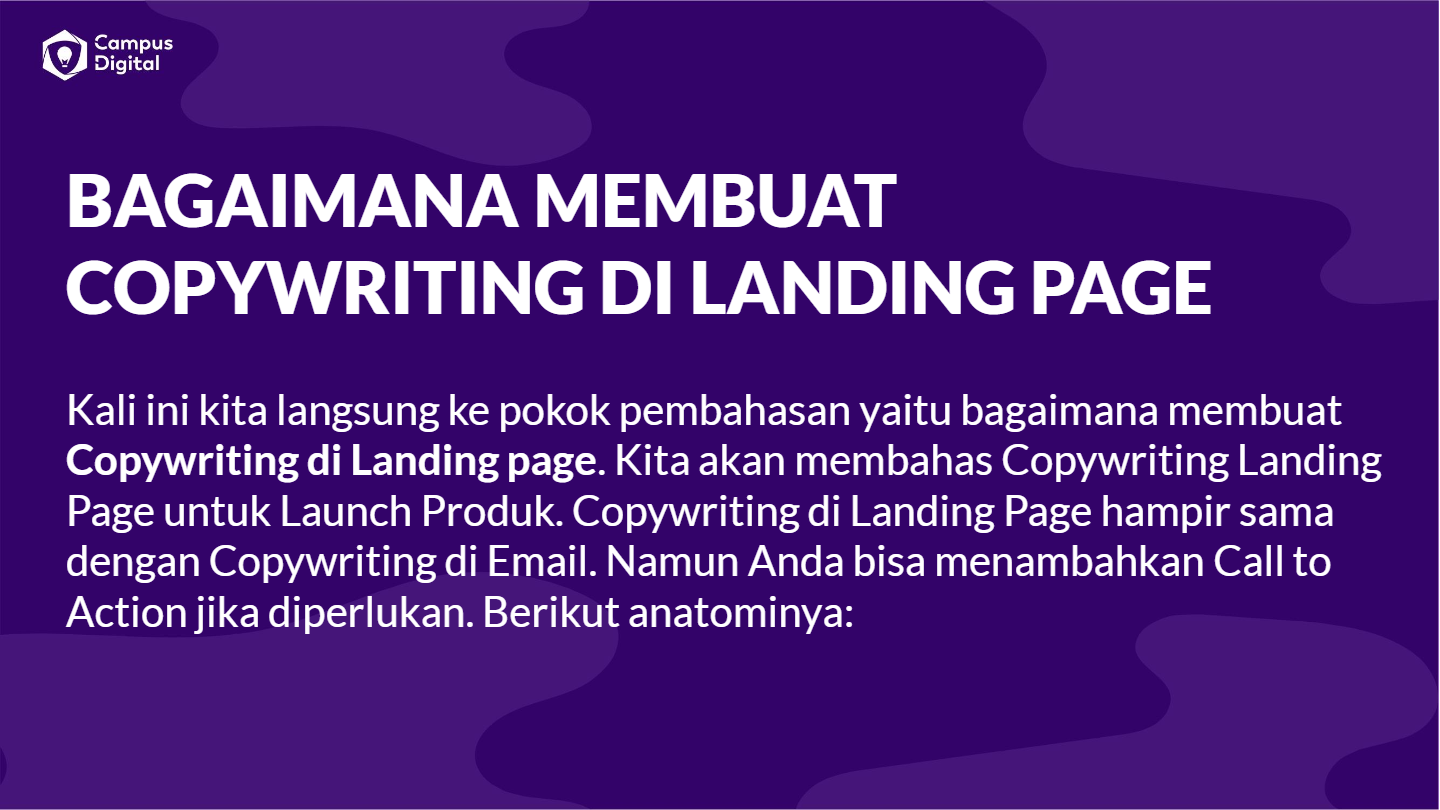 Campus
Digital
BAGAIMANA MEMBUAT
COPYWRITING DI LANDING PAGE
Kali ini kita langsung ke pokok pembahasan yaitu bagaimana membuat
Copywriting di Landing page. Kita akan membahas Copywriting Landing
Page untuk Launch Produk. Copywriting di Landing Page hampir sama
dengan Copywriting di Email. Namun Anda bisa menambahkan Call to
Action jika diperlukan. Berikut anatominya: